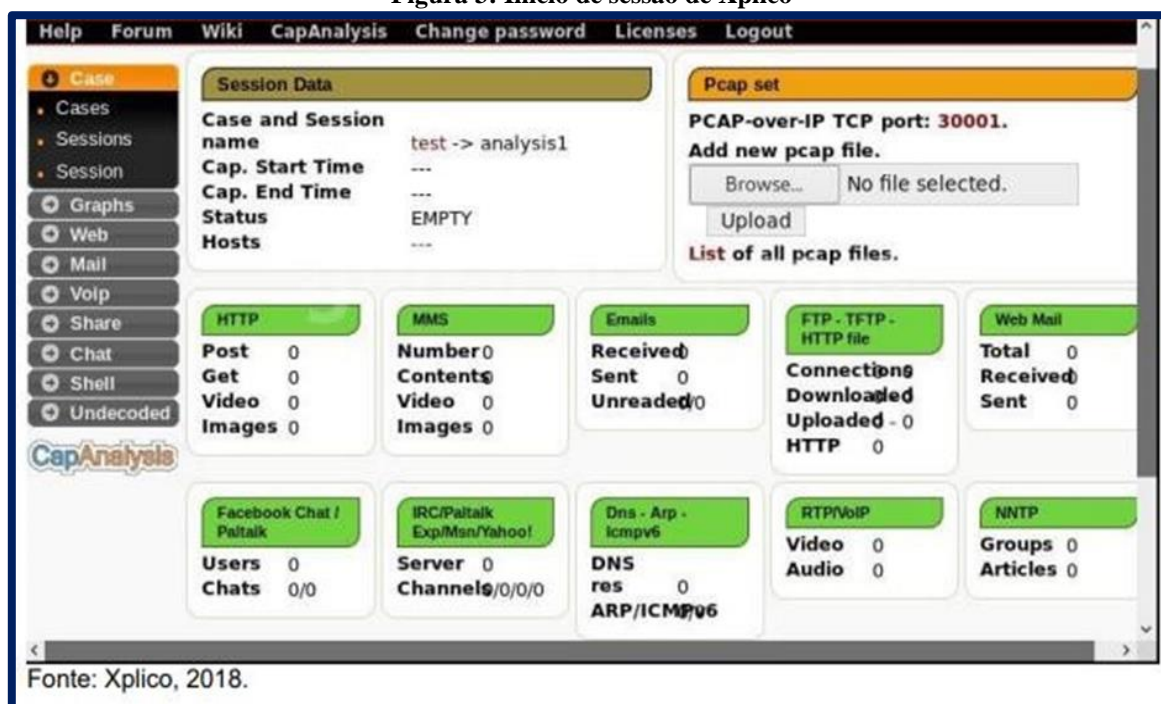 Figura 3: Início de sessão de Xplico
Help Forum Wiki CapAnalysis Change password Licenses Logout
Case
Cases
Sessions
Session
Graphs
Web
Mail
Voip
Share
Chat
Shell
Undecoded
CapAnalysis
Session Data
Case and Session name test -> analysis1
Cap. Start Time ---
Cap. End Time ---
Status EMPTY
Hosts ---
Pcap set
PCAP-over-IP TCP port: 30001.
Add new pcap file.
Browse... No file selected.
Upload
List of all pcap files.
HTTP
Post 0
Get 0
Video 0
Images 0
MMS
Number 0
Contents 0
Video 0
Images 0
Emails
Received 0
Sent 0
Unreaded 0/0
FTP - TFTP -
HTTP file
Connections
Downloaded
Uploaded - 0
HTTP 0
Web Mail
Total 0
Received 0
Sent 0
Facebook Chat /
Paltalk
Users 0
Chats 0/0
IRC/Paltalk
Exp/Msn/Yahoo!
Server 0
Channels 0/0/0/0
Dns - Arp -
Icmpv6
DNS
res 0
ARP/ICMPv6
RTP/VoIP
Video 0
Audio 0
NNTP
Groups 0
Articles 0
Fonte: Xplico, 2018.